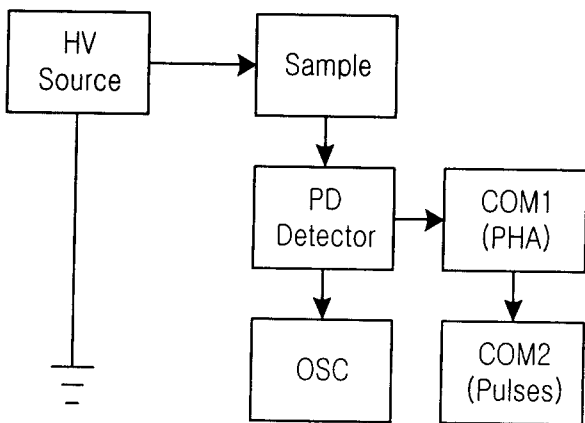 HV
Source
Sample
PD
Detector
COM1
(PHA)
OSC
COM2
(Pulses)